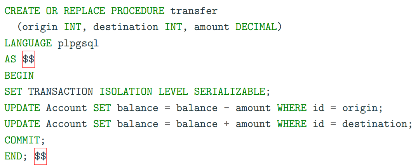 CREATE OR REPLACE PROCEDURE transfer
(origin INT, destination INT, amount DECIMAL)
LANGUAGE plpgsql
AS $$
BEGIN
SET TRANSACTION ISOLATION LEVEL SERIALIZABLE;
UPDATE Account SET balance = balance - amount WHERE id = origin;
UPDATE Account SET balance = balance + amount WHERE id = destination;
COMMIT;
END; $$